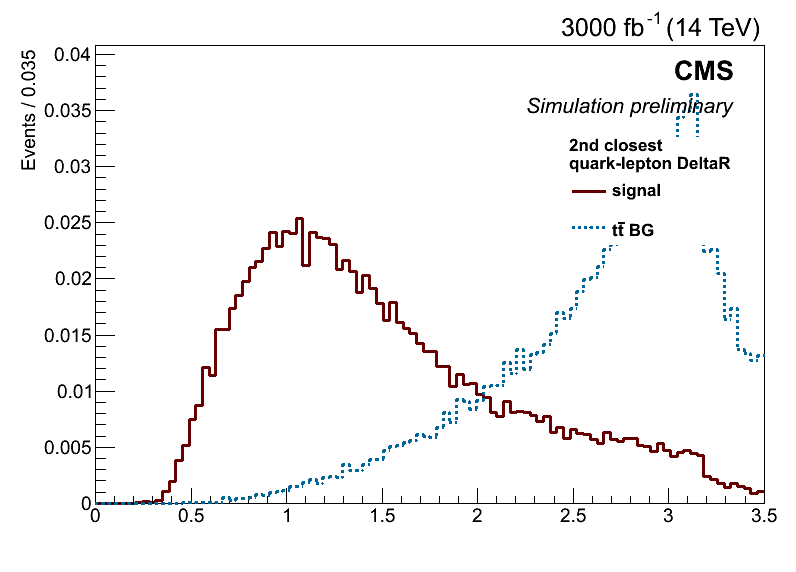 3000 fb⁻¹ (14 TeV)
CMS
Simulation preliminary
2nd closest
quark-lepton DeltaR
signal
tt̄ BG
Events / 0.035
0.04
0.035
0.03
0.025
0.02
0.015
0.01
0.005
0
0 0.5 1 1.5 2 2.5 3 3.5